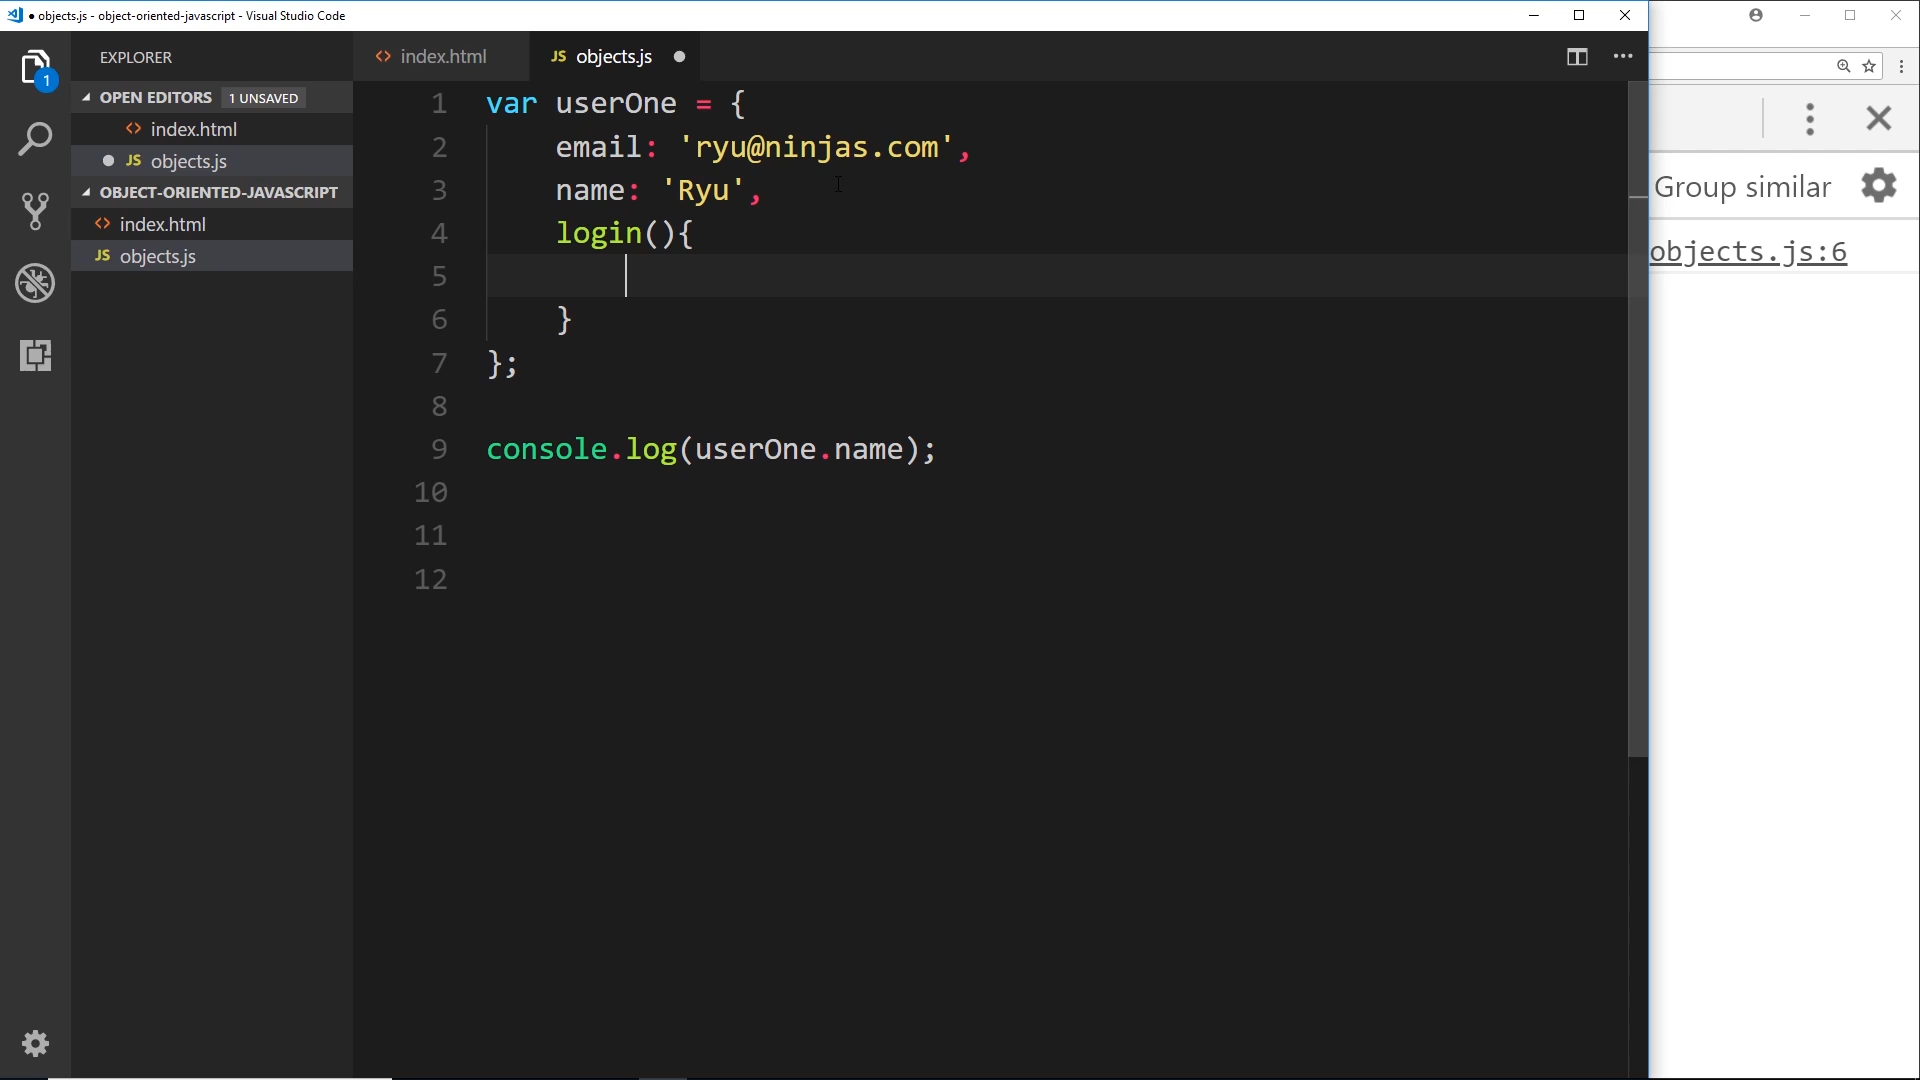 ● objects.js - object-oriented-javascript - Visual Studio Code
EXPLORER
OPEN EDITORS 1 UNSAVED
<> index.html
● JS objects.js
OBJECT-ORIENTED-JAVASCRIPT
<> index.html
JS objects.js
1
<> index.html
JS objects.js ●
1 var userOne = {
2 email: 'ryu@ninjas.com',
3 name: 'Ryu',
4 login(){
5
6 }
7 };
8
9 console.log(userOne.name);
10
11
12
Group similar
objects.js:6